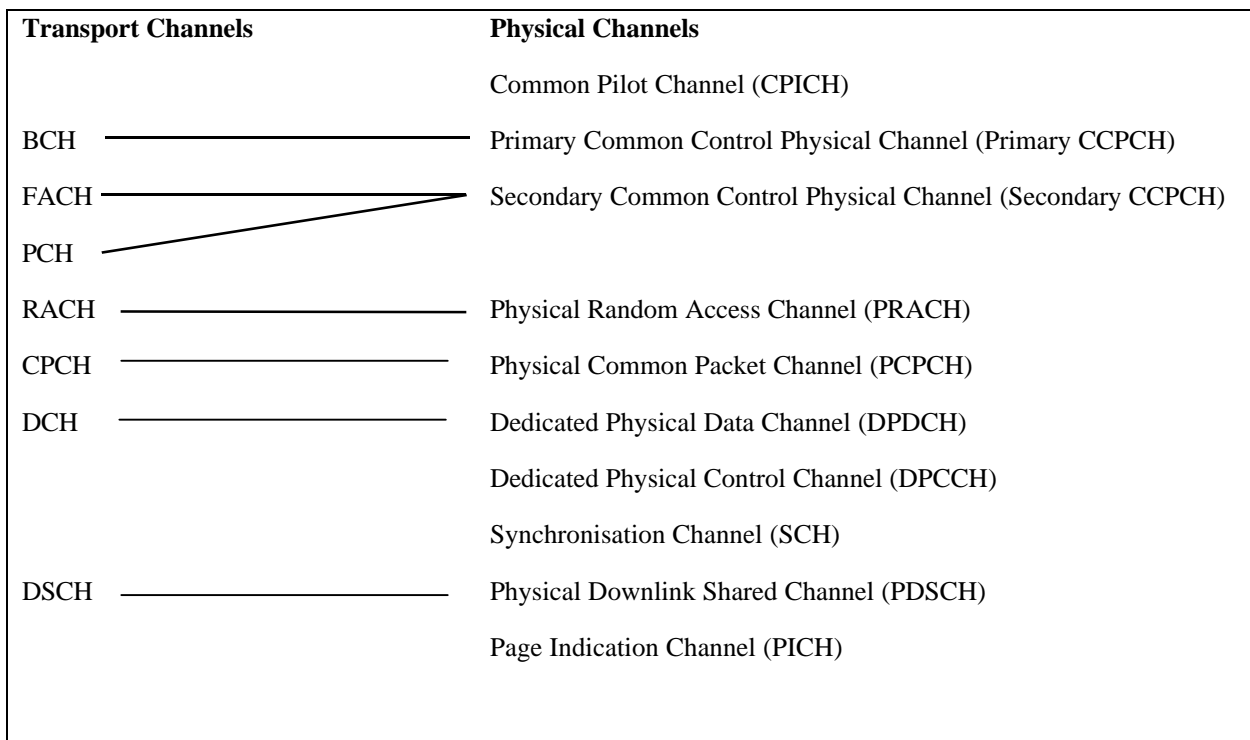 Transport Channels Physical Channels
Common Pilot Channel (CPICH)
BCH Primary Common Control Physical Channel (Primary CCPCH)
FACH Secondary Common Control Physical Channel (Secondary CCPCH)
PCH
RACH Physical Random Access Channel (PRACH)
CPCH Physical Common Packet Channel (PCPCH)
DCH Dedicated Physical Data Channel (DPDCH)
Dedicated Physical Control Channel (DPCCH)
Synchronisation Channel (SCH)
DSCH Physical Downlink Shared Channel (PDSCH)
Page Indication Channel (PICH)